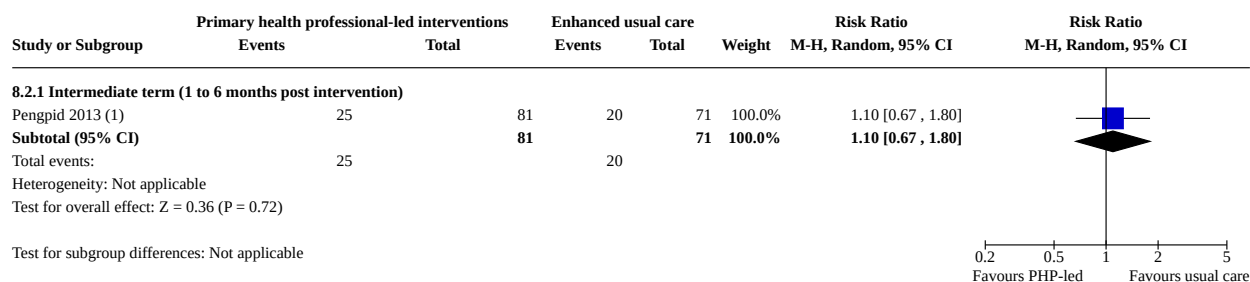 Primary health professional-led interventions Enhanced usual care Risk Ratio Risk Ratio
Study or Subgroup Events Total Events Total Weight M-H, Random, 95% CI M-H, Random, 95% CI
8.2.1 Intermediate term (1 to 6 months post intervention)
Pengpid 2013 (1) 25 81 20 71 100.0% 1.10 [0.67 , 1.80]
Subtotal (95% CI) 81 71 100.0% 1.10 [0.67 , 1.80]
Total events: 25 20
Heterogeneity: Not applicable
Test for overall effect: Z = 0.36 (P = 0.72)
Test for subgroup differences: Not applicable
0.2 0.5 1 2 5
Favours PHP-led Favours usual care